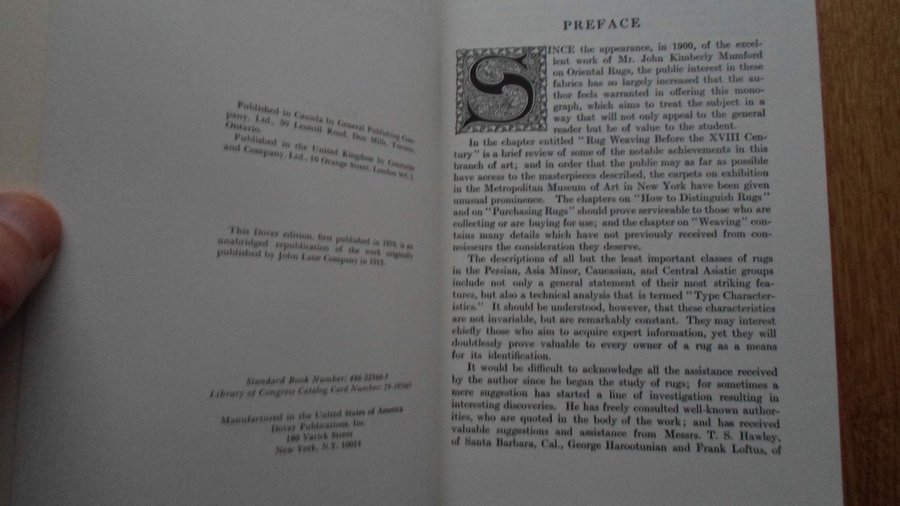 Published in Canada by General Publishing Com-
pany, Ltd., 30 Lesmill Road, Don Mills, Toronto,
Ontario.
Published in the United Kingdom by Constable
and Company, Ltd., 10 Orange Street, London WC 2.
This Dover edition, first published in 1970, is an
unabridged republication of the work originally
published by John Lane Company in
Standard Book Number: 486-22366-3
Library of Congress Catalog Card Number:
Manufactured in the United States of America
Dover Publications, Inc.
180 Varick Street
New York, N.Y. 10014
PREFACE
SINCE the appearance, in 1900, of the excel-
lent work of Mr. John Kimberly Mumford
on Oriental Rugs, the public interest in these
fabrics has so largely increased that the au-
thor feels warranted in offering this mono-
graph, which aims to treat the subject in a
way that will not only appeal to the general
reader but be of value to the student.
In the chapter entitled "Rug Weaving Before the XVIII Cen-
tury" is a brief review of some of the notable achievements in this
branch of art; and in order that the public may as far as possible
have access to the masterpieces described, the carpets on exhibition
in the Metropolitan Museum of Art in New York have been given
unusual prominence. The chapters on "How to Distinguish Rugs"
and on "Purchasing Rugs" should prove serviceable to those who are
collecting or are buying for use; and the chapter on "Weaving" con-
tains many details which have not previously received from con-
noisseurs the consideration they deserve.
The descriptions of all but the least important classes of rugs
in the Persian, Asia Minor, Caucasian, and Central Asiatic groups
include not only a general statement of their most striking fea-
tures, but also a technical analysis that is termed "Type Character-
istics." It should be understood, however, that these characteristics
are not invariable, but are remarkably constant. They may interest
chiefly those who aim to acquire expert information, yet they will
doubtlessly prove valuable to every owner of a rug as a means
for its identification.
It would be difficult to acknowledge all the assistance received
by the author since he began the study of rugs; for sometimes a
mere suggestion has started a line of investigation resulting in
interesting discoveries. He has freely consulted well-known author-
ities, who are quoted in the body of the work; and has received
valuable suggestions and assistance from Messrs. T. S. Hawley,
of Santa Barbara, Cal., George Harootunian and Frank Loftus, of